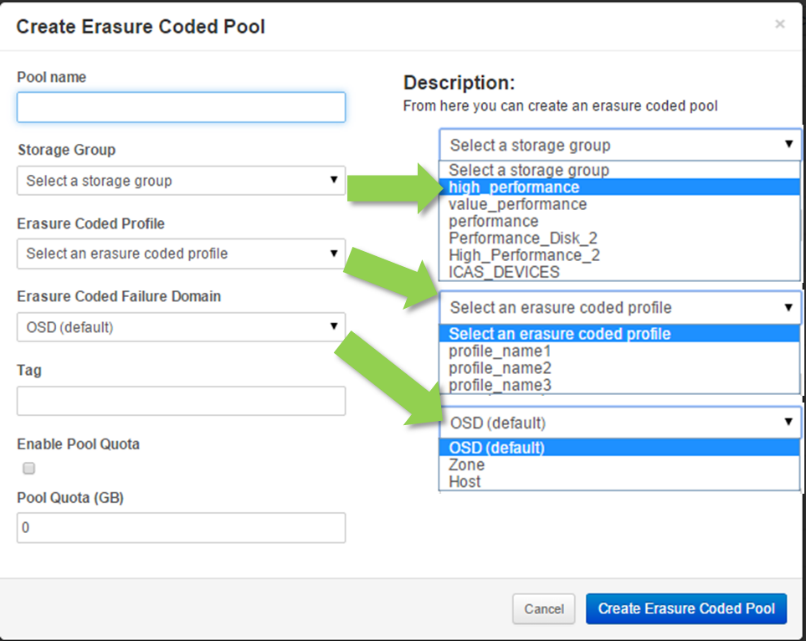 Create Erasure Coded Pool
×
Pool name
Storage Group
Select a storage group
Erasure Coded Profile
Select an erasure coded profile
Erasure Coded Failure Domain
OSD (default)
Tag
Enable Pool Quota
Pool Quota (GB)
0
Description:
From here you can create an erasure coded pool
Select a storage group
Select a storage group
high_performance
value_performance
performance
Performance_Disk_2
High_Performance_2
ICAS_DEVICES
Select an erasure coded profile
Select an erasure coded profile
profile_name1
profile_name2
profile_name3
OSD (default)
OSD (default)
Zone
Host
Cancel
Create Erasure Coded Pool